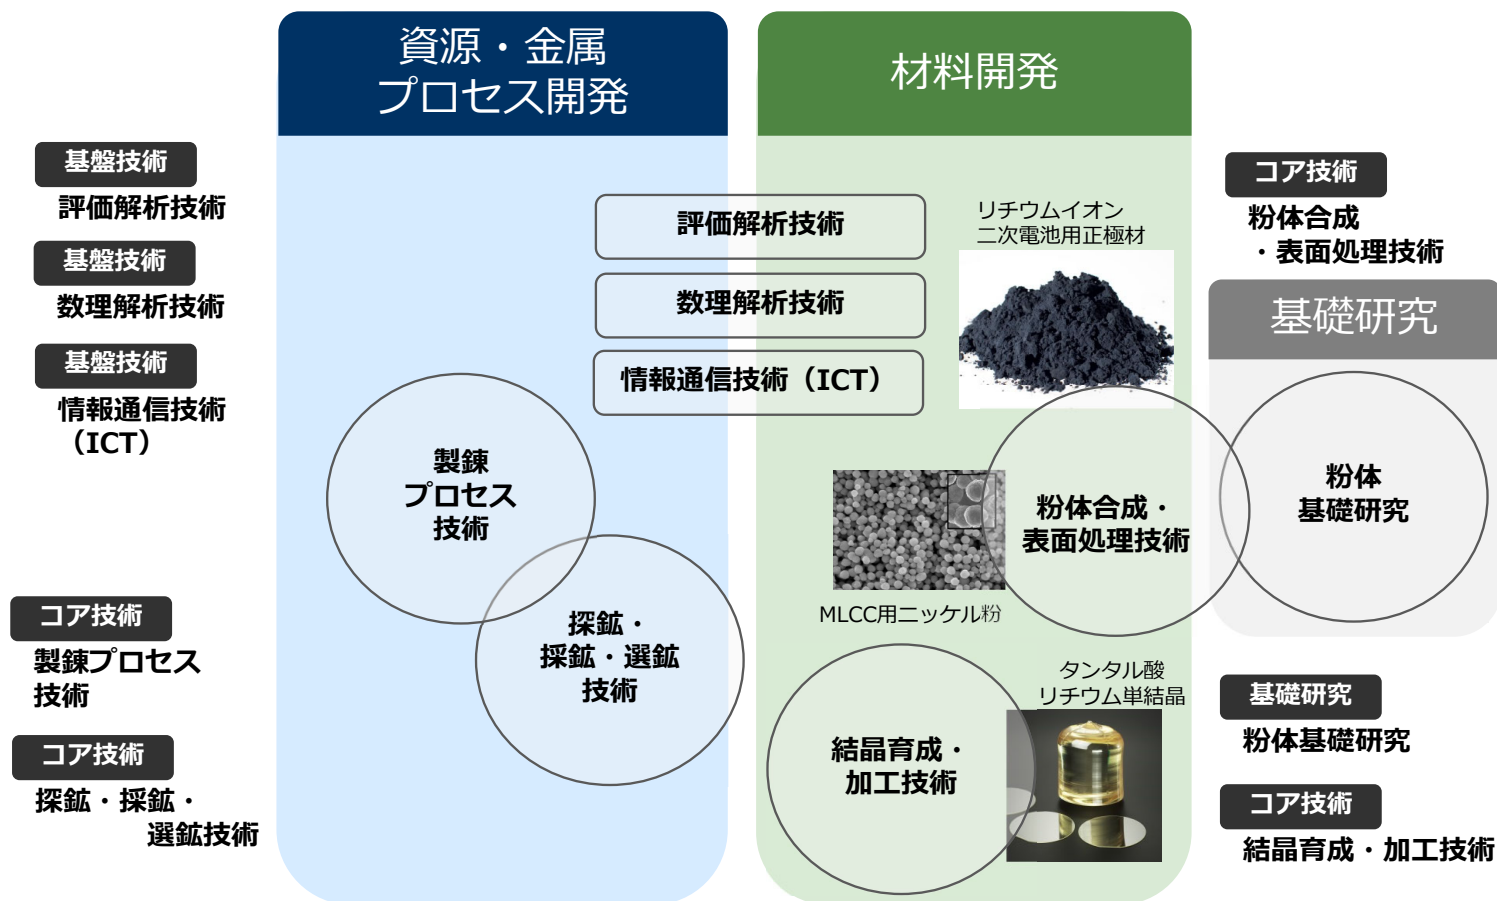 資源・金属
プロセス開発
材料開発
基盤技術
評価解析技術
基盤技術
数理解析技術
基盤技術
情報通信技術
（ICT）
コア技術
製錬プロセス
技術
コア技術
探鉱・採鉱・
選鉱技術
評価解析技術
数理解析技術
情報通信技術（ICT）
製錬
プロセス
技術
探鉱・
採鉱・選鉱
技術
リチウムイオン
二次電池用正極材
MLCC用ニッケル粉
粉体合成・
表面処理技術
タンタル酸
リチウム単結晶
結晶育成・
加工技術
コア技術
粉体合成
・表面処理技術
基礎研究
粉体
基礎研究
基礎研究
粉体基礎研究
コア技術
結晶育成・加工技術